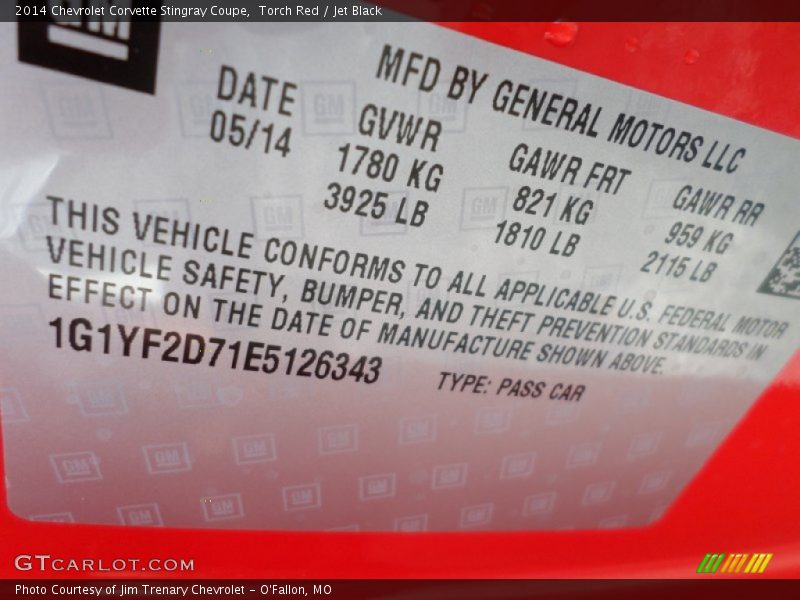 2014 Chevrolet Corvette Stingray Coupe,  Torch Red / Jet Black
GM
MFD BY GENERAL MOTORS LLC
DATE GVWR GAWR FRT GAWR RR
05/14 1780 KG 821 KG 959 KG
3925 LB 1810 LB 2115 LB
THIS VEHICLE CONFORMS TO ALL APPLICABLE U.S. FEDERAL MOTOR
VEHICLE SAFETY, BUMPER, AND THEFT PREVENTION STANDARDS IN
EFFECT ON THE DATE OF MANUFACTURE SHOWN ABOVE.
1G1YF2D71E5126343 TYPE: PASS CAR
GTCARLOT.COM
Photo Courtesy of Jim Trenary Chevrolet - O'Fallon, MO